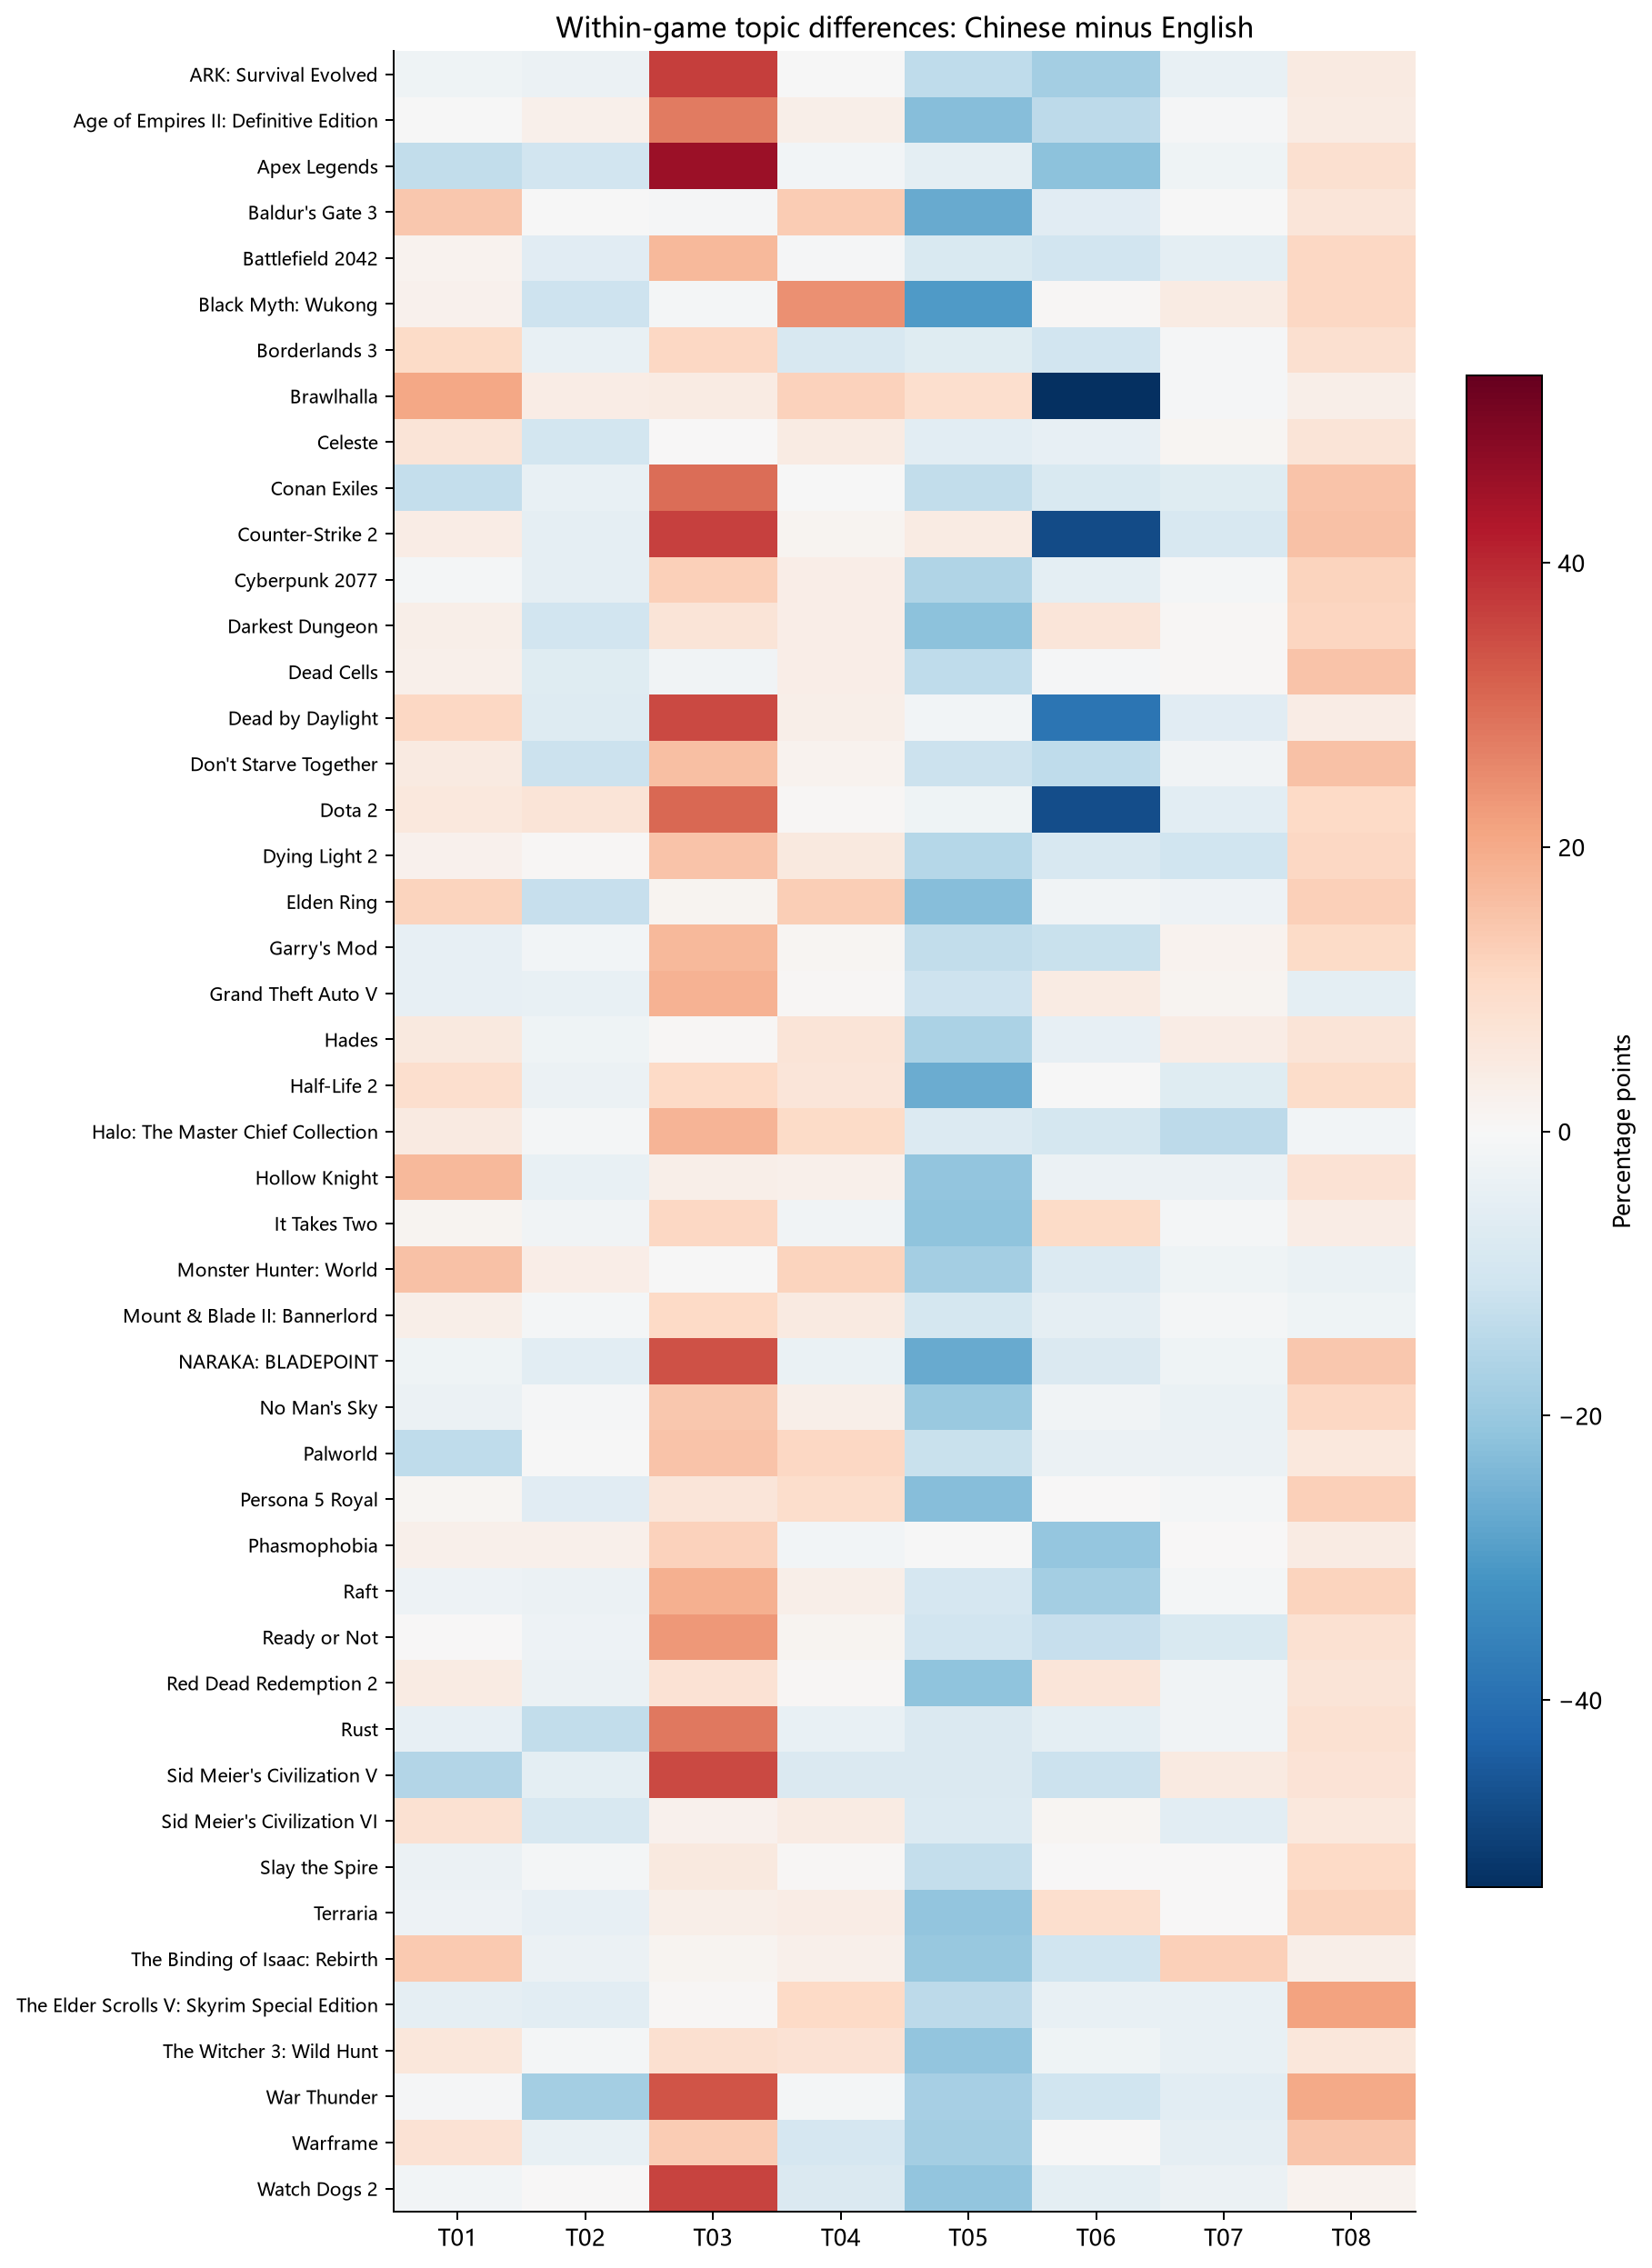 Within-game topic differences: Chinese minus English
ARK: Survival Evolved
Age of Empires II: Definitive Edition
Apex Legends
Baldur's Gate 3
Battlefield 2042
Black Myth: Wukong
Borderlands 3
Brawlhalla
Celeste
Conan Exiles
Counter-Strike 2
Cyberpunk 2077
Darkest Dungeon
Dead Cells
Dead by Daylight
Don't Starve Together
Dota 2
Dying Light 2
Elden Ring
Garry's Mod
Grand Theft Auto V
Hades
Half-Life 2
Halo: The Master Chief Collection
Hollow Knight
It Takes Two
Monster Hunter: World
Mount & Blade II: Bannerlord
NARAKA: BLADEPOINT
No Man's Sky
Palworld
Persona 5 Royal
Phasmophobia
Raft
Ready or Not
Red Dead Redemption 2
Rust
Sid Meier's Civilization V
Sid Meier's Civilization VI
Slay the Spire
Terraria
The Binding of Isaac: Rebirth
The Elder Scrolls V: Skyrim Special Edition
The Witcher 3: Wild Hunt
War Thunder
Warframe
Watch Dogs 2
T01 T02 T03 T04 T05 T06 T07 T08
40
20
0
−20
−40
Percentage points